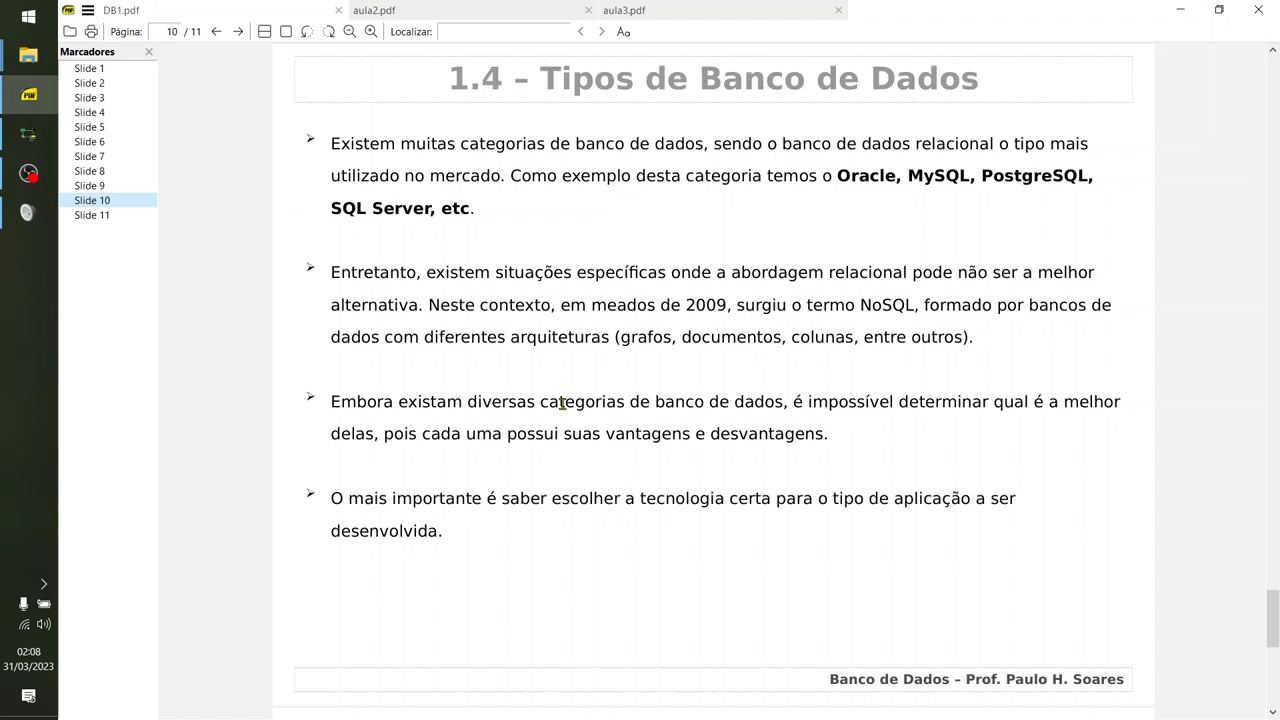 DB1.pdf
aula2.pdf
aula3.pdf
Página: 10 / 11
Localizar:
Marcadores
Slide 1
Slide 2
Slide 3
Slide 4
Slide 5
Slide 6
Slide 7
Slide 8
Slide 9
Slide 10
Slide 11
1.4 – Tipos de Banco de Dados
Existem muitas categorias de banco de dados, sendo o banco de dados relacional o tipo mais
utilizado no mercado. Como exemplo desta categoria temos o Oracle, MySQL, PostgreSQL,
SQL Server, etc.
Entretanto, existem situações específicas onde a abordagem relacional pode não ser a melhor
alternativa. Neste contexto, em meados de 2009, surgiu o termo NoSQL, formado por bancos de
dados com diferentes arquiteturas (grafos, documentos, colunas, entre outros).
Embora existam diversas categorias de banco de dados, é impossível determinar qual é a melhor
delas, pois cada uma possui suas vantagens e desvantagens.
O mais importante é saber escolher a tecnologia certa para o tipo de aplicação a ser
desenvolvida.
Banco de Dados – Prof. Paulo H. Soares
02:08
31/03/2023